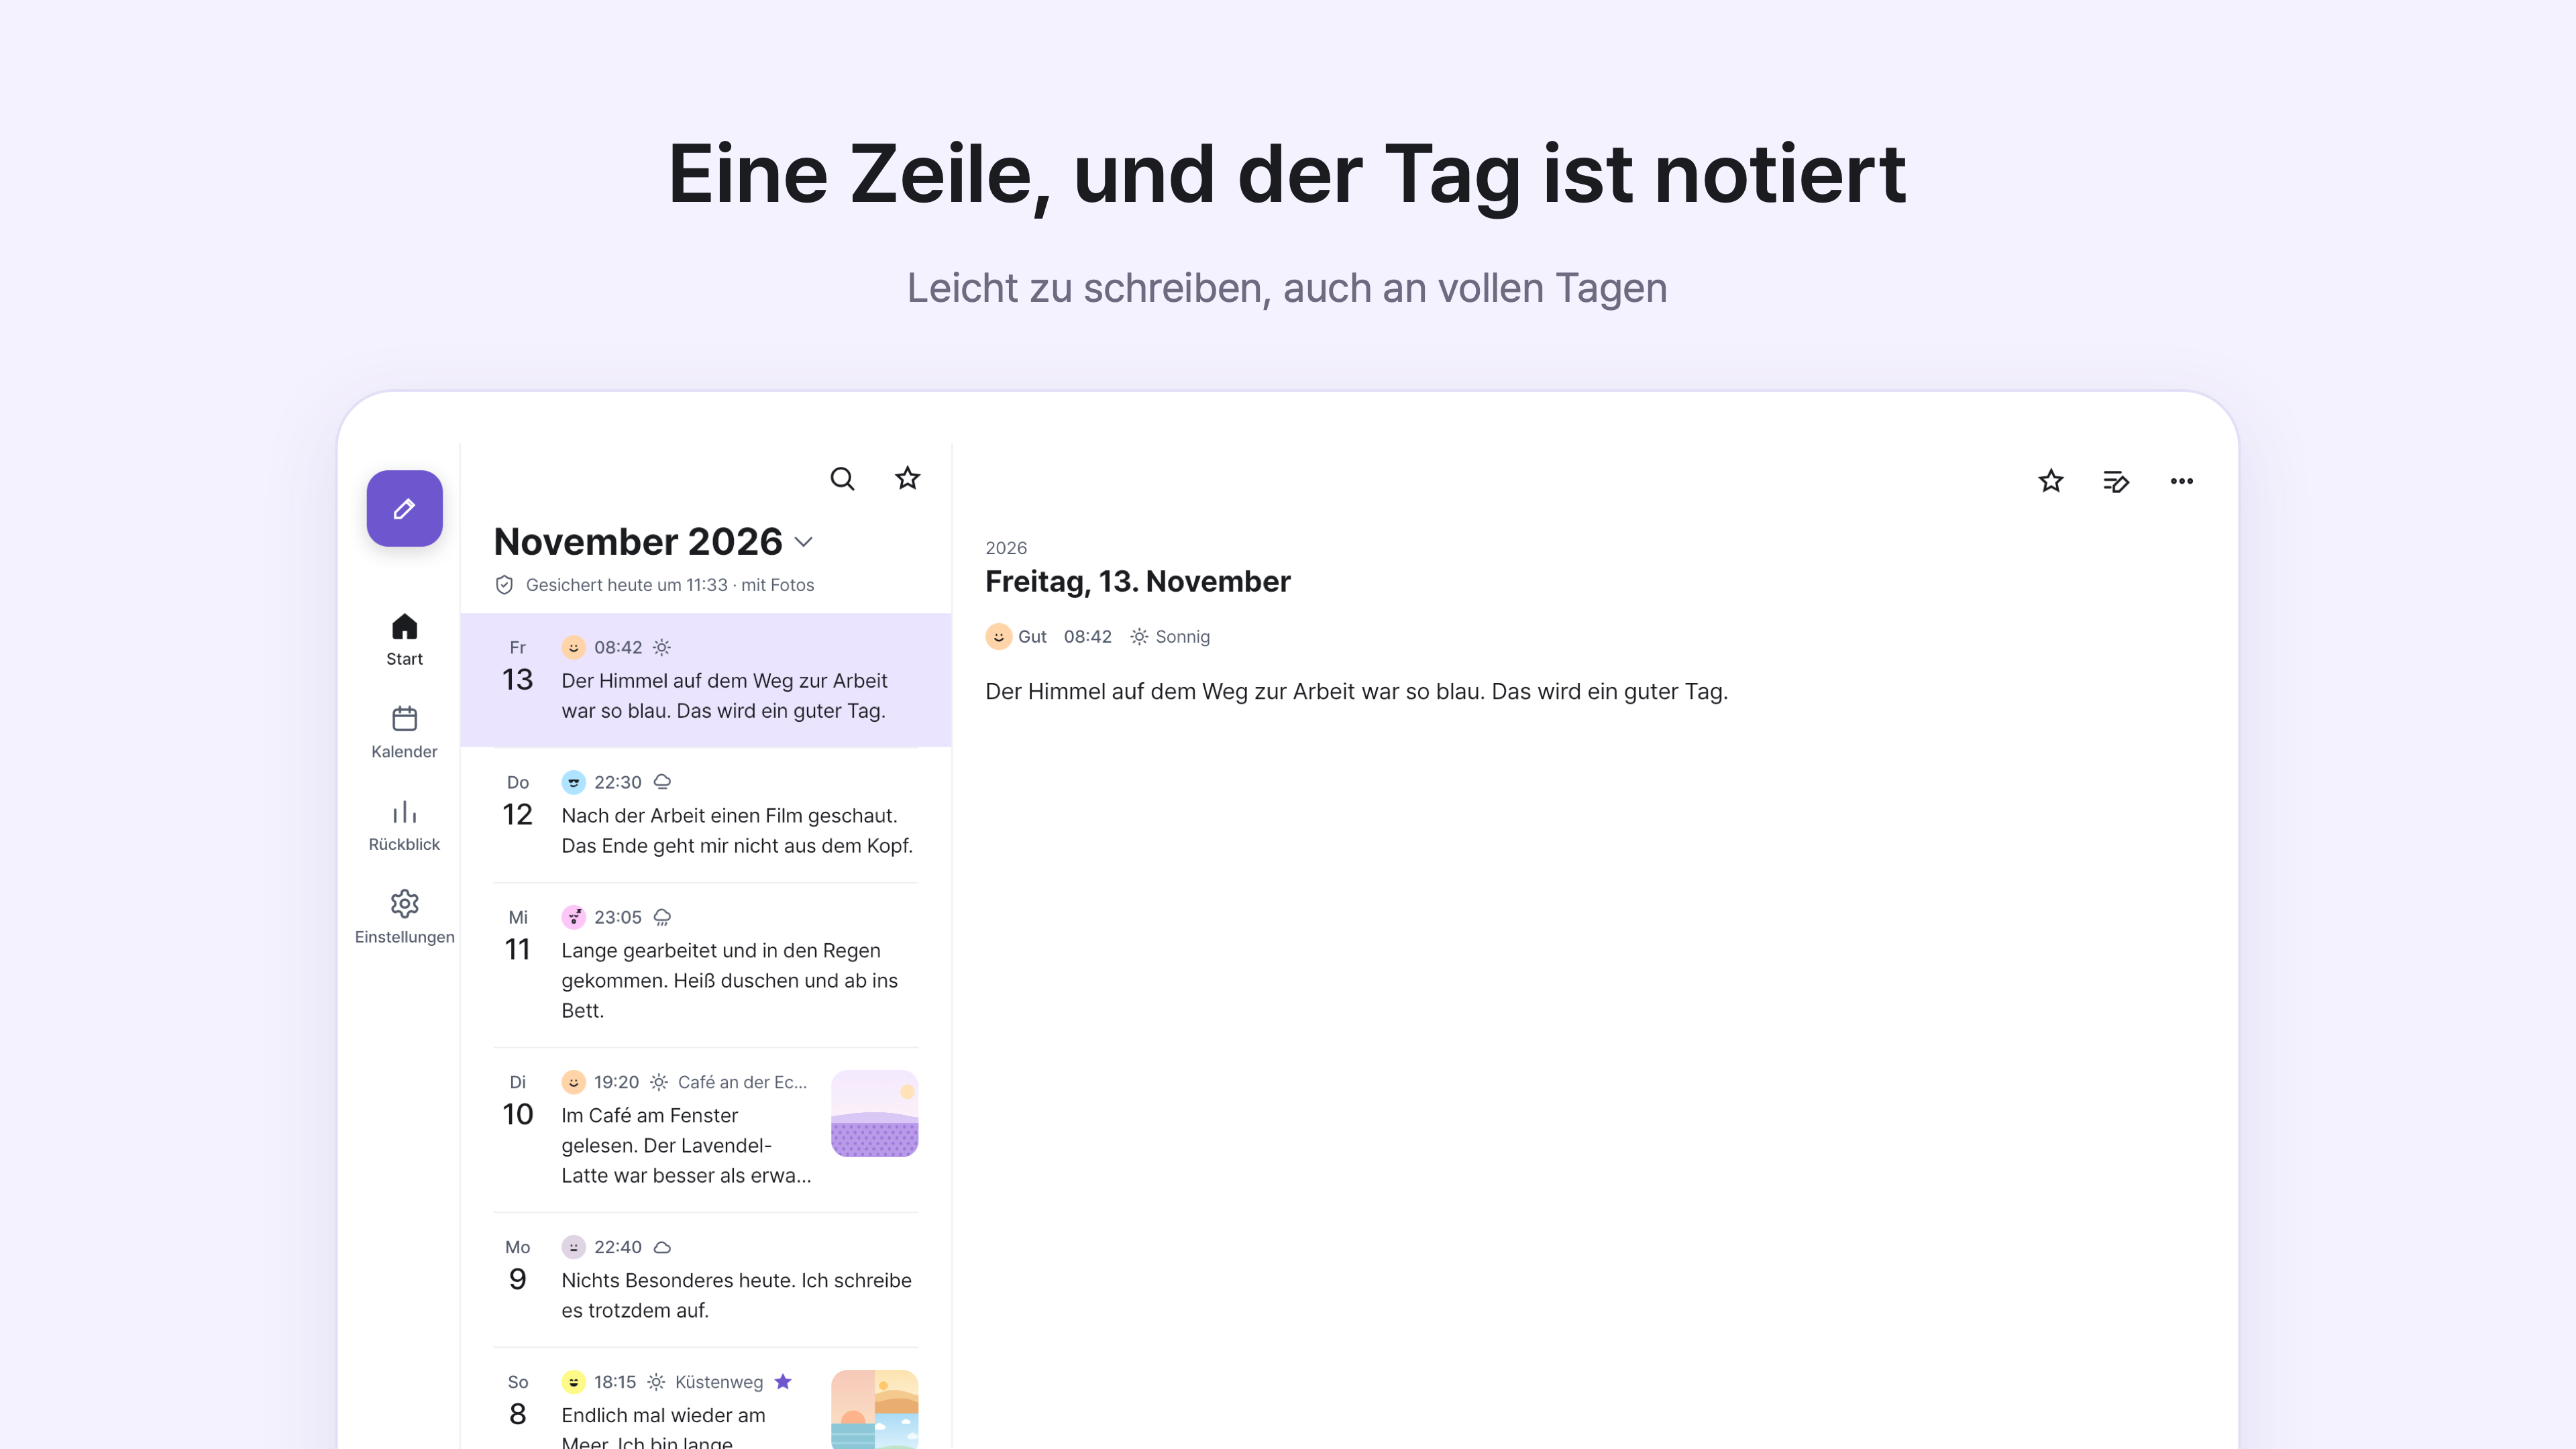 Eine Zeile, und der Tag ist notiert
Leicht zu schreiben, auch an vollen Tagen
Start
Kalender
Rückblick
Einstellungen
November 2026
Gesichert heute um 11:33 · mit Fotos
Fr
13
08:42
Der Himmel auf dem Weg zur Arbeit
war so blau. Das wird ein guter Tag.
Do
12
22:30
Nach der Arbeit einen Film geschaut.
Das Ende geht mir nicht aus dem Kopf.
Mi
11
23:05
Lange gearbeitet und in den Regen
gekommen. Heiß duschen und ab ins
Bett.
Di
10
19:20 Café an der Ec...
Im Café am Fenster
gelesen. Der Lavendel-
Latte war besser als erwa...
Mo
9
22:40
Nichts Besonderes heute. Ich schreibe
es trotzdem auf.
So
8
18:15 Küstenweg
Endlich mal wieder am
Meer. Ich bin lange
2026
Freitag, 13. November
Gut 08:42 Sonnig
Der Himmel auf dem Weg zur Arbeit war so blau. Das wird ein guter Tag.